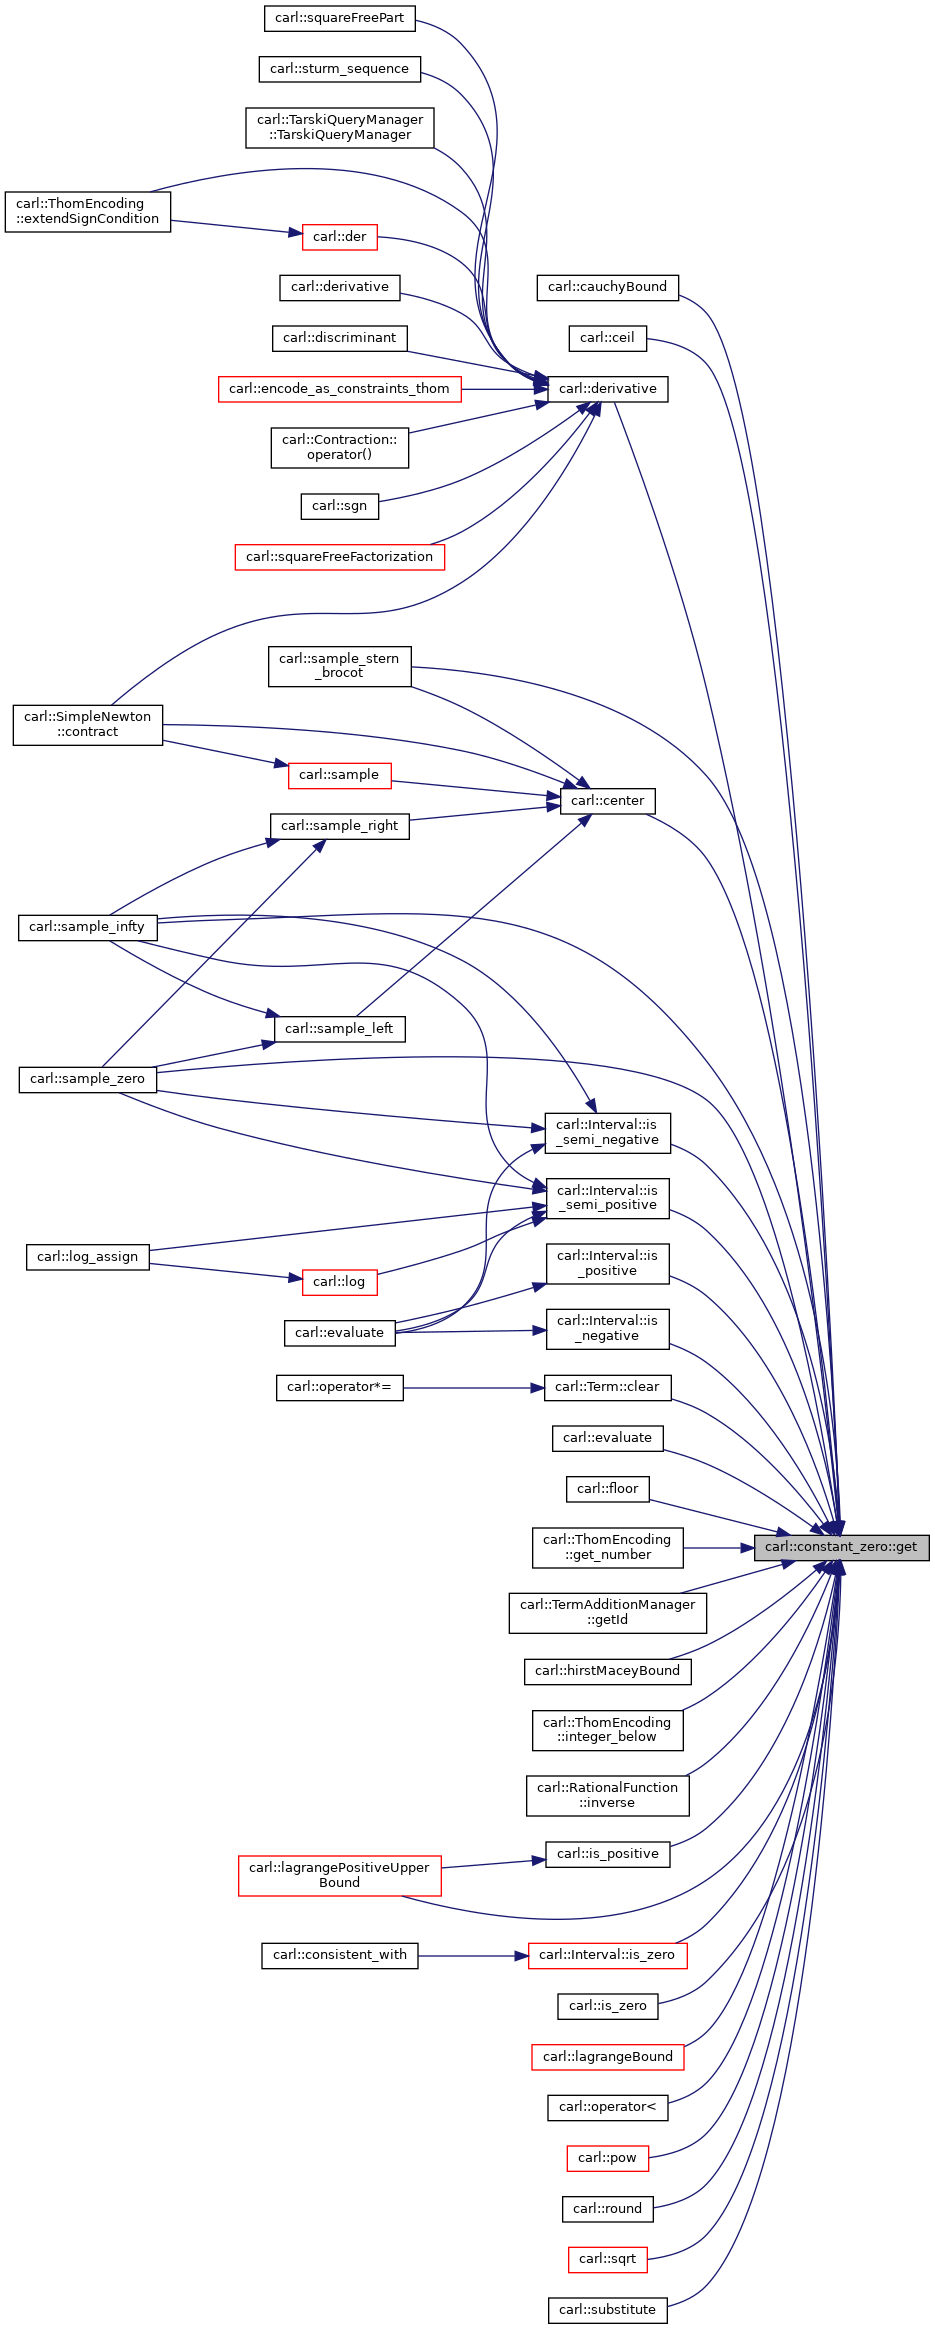 carl::squareFreePart
carl::sturm_sequence
carl::TarskiQueryManager
::TarskiQueryManager
carl::ThomEncoding
::extendSignCondition
carl::der
carl::derivative
carl::cauchyBound
carl::discriminant
carl::ceil
carl::encode_as_constraints_thom
carl::derivative
carl::Contraction::
operator()
carl::sgn
carl::squareFreeFactorization
carl::sample_stern
_brocot
carl::SimpleNewton
::contract
carl::sample
carl::center
carl::sample_right
carl::sample_infty
carl::sample_left
carl::sample_zero
carl::Interval::is
_semi_negative
carl::Interval::is
_semi_positive
carl::log_assign
carl::Interval::is
_positive
carl::log
carl::evaluate
carl::Interval::is
_negative
carl::operator*=
carl::Term::clear
carl::evaluate
carl::floor
carl::ThomEncoding
::get_number
carl::constant_zero::get
carl::TermAdditionManager
::getId
carl::hirstMaceyBound
carl::ThomEncoding
::integer_below
carl::RationalFunction
::inverse
carl::is_positive
carl::lagrangePositiveUpper
Bound
carl::consistent_with
carl::Interval::is_zero
carl::is_zero
carl::lagrangeBound
carl::operator<
carl::pow
carl::round
carl::sqrt
carl::substitute